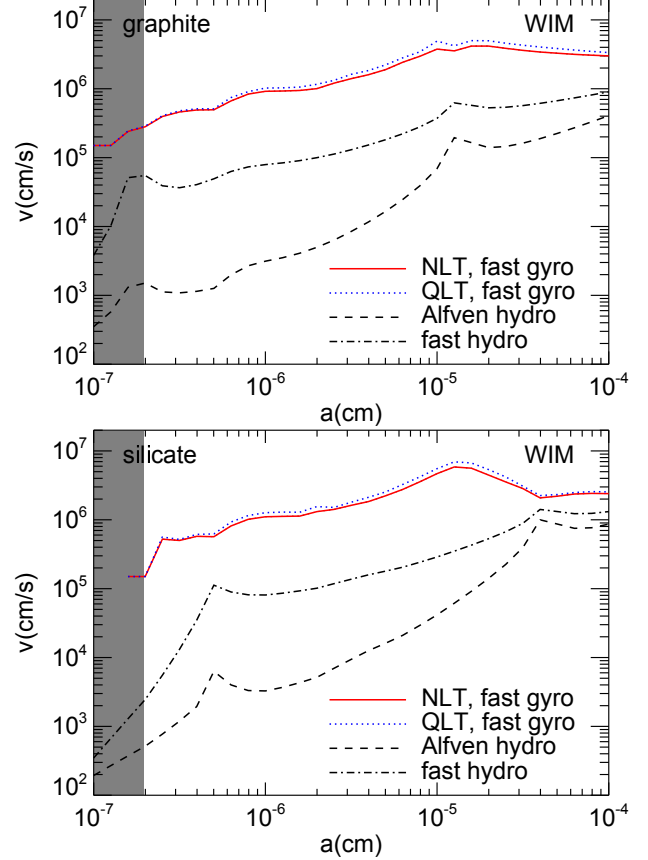 graphite WIM
10^7
10^6
10^5
10^4
10^3
10^2
v(cm/s)
NLT, fast gyro
QLT, fast gyro
Alfven hydro
fast hydro
10^-7 10^-6 10^-5 10^-4
a(cm)
silicate WIM
10^7
10^6
10^5
10^4
10^3
10^2
v(cm/s)
NLT, fast gyro
QLT, fast gyro
Alfven hydro
fast hydro
10^-7 10^-6 10^-5 10^-4
a(cm)